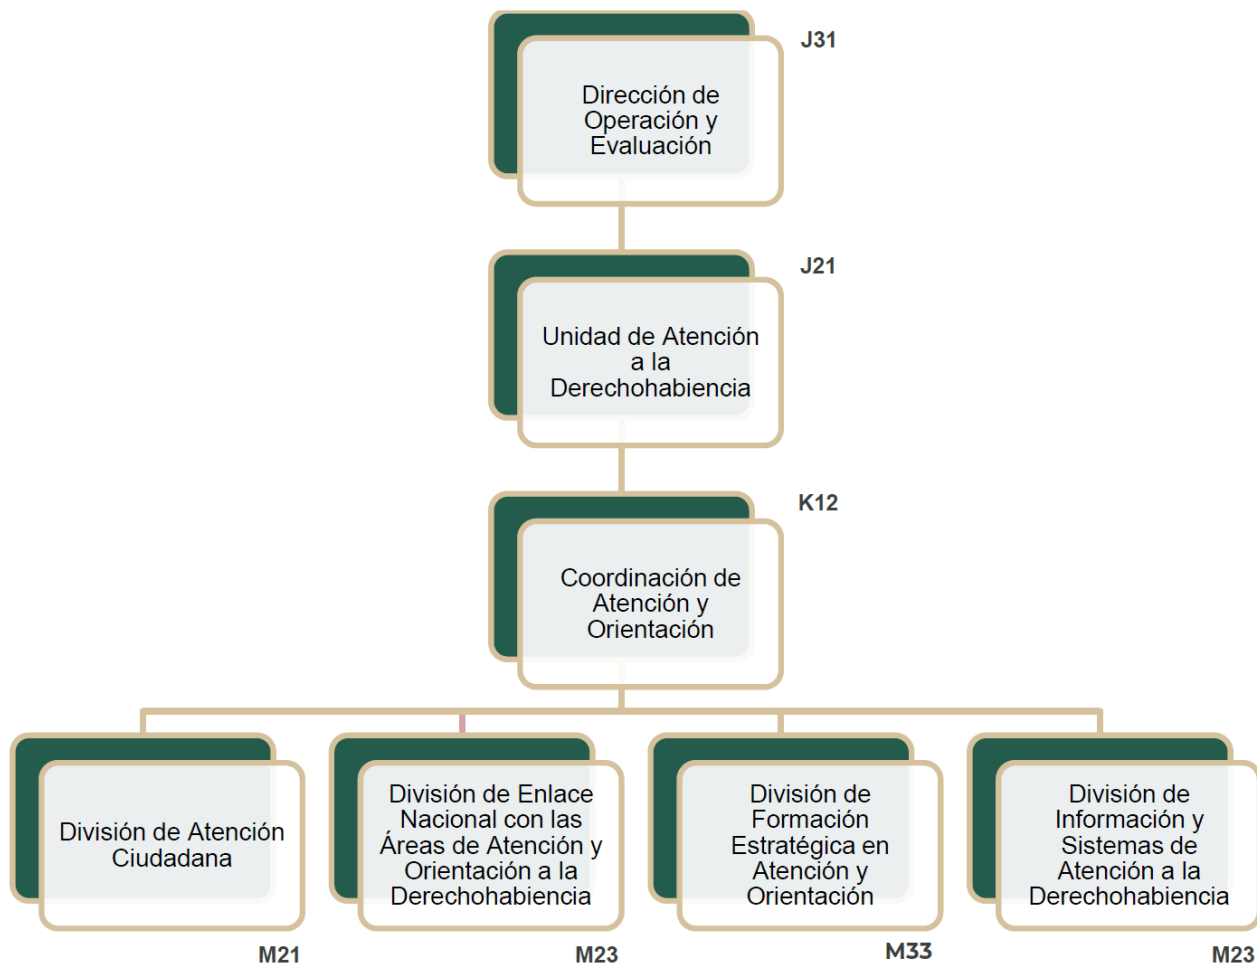 J31
Dirección de
Operación y
Evaluación
J21
Unidad de Atención
a la
Derechohabiencia
K12
Coordinación de
Atención y
Orientación
División de Atención
Ciudadana
M21
División de Enlace
Nacional con las
Áreas de Atención y
Orientación a la
Derechohabiencia
M23
División de
Formación
Estratégica en
Atención y
Orientación
M33
División de
Información y
Sistemas de
Atención a la
Derechohabiencia
M23